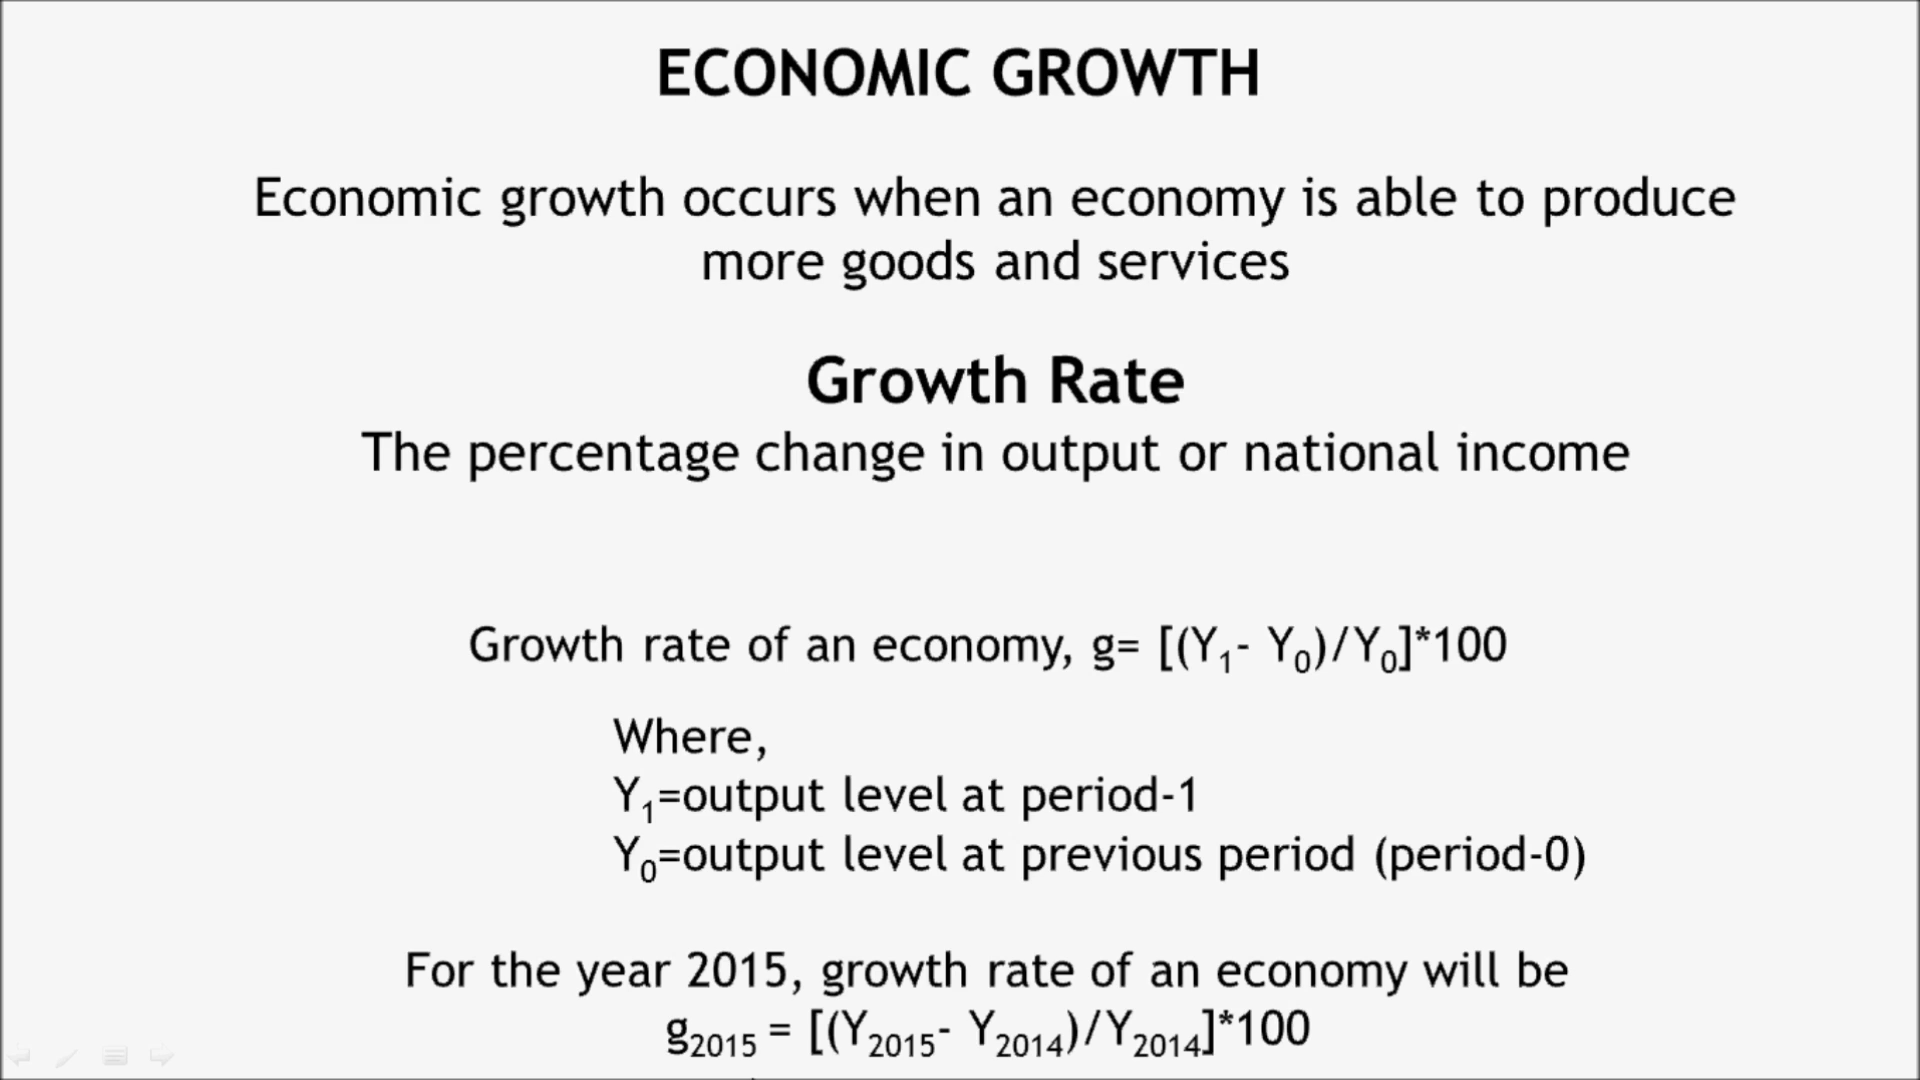 ECONOMIC GROWTH
Economic growth occurs when an economy is able to produce
more goods and services
Growth Rate
The percentage change in output or national income
Growth rate of an economy, g= [(Y₁- Y₀)/Y₀]*100
Where,
Y₁=output level at period-1
Y₀=output level at previous period (period-0)
For the year 2015, growth rate of an economy will be
g₂₀₁₅ = [(Y₂₀₁₅- Y₂₀₁₄)/Y₂₀₁₄]*100